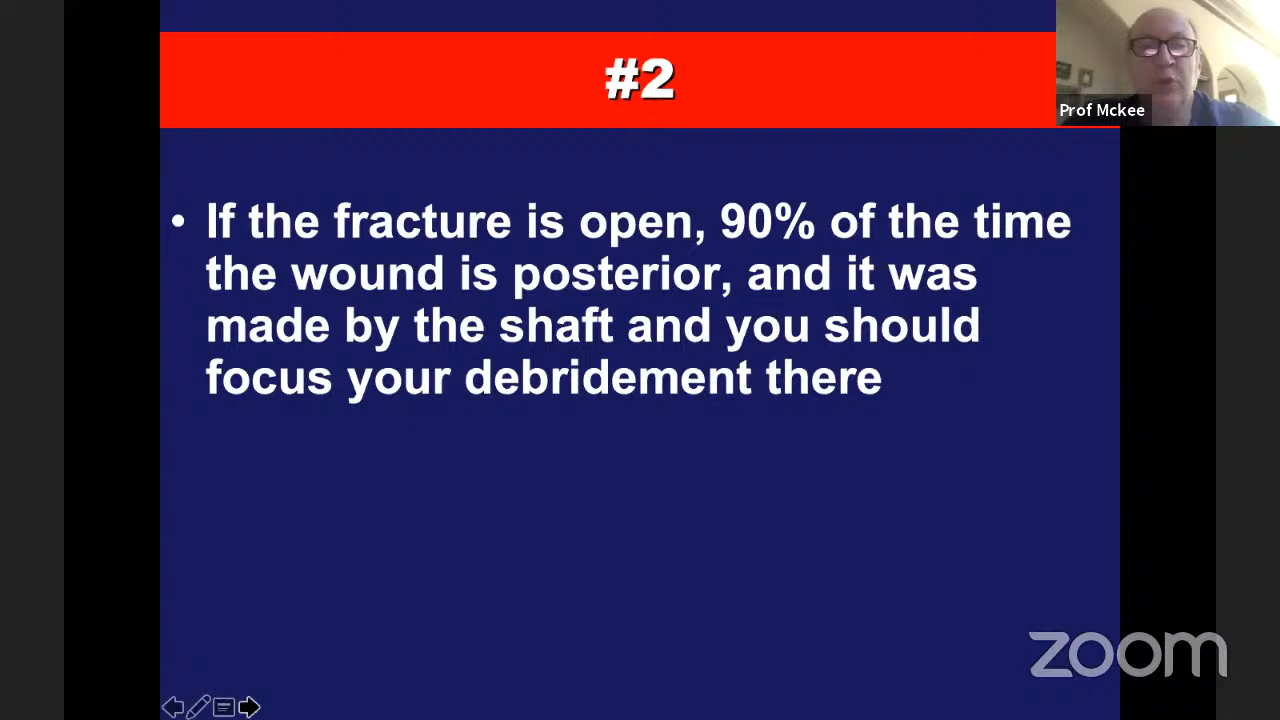 #2
Prof Mckee
• If the fracture is open, 90% of the time
the wound is posterior, and it was
made by the shaft and you should
focus your debridement there
zoom